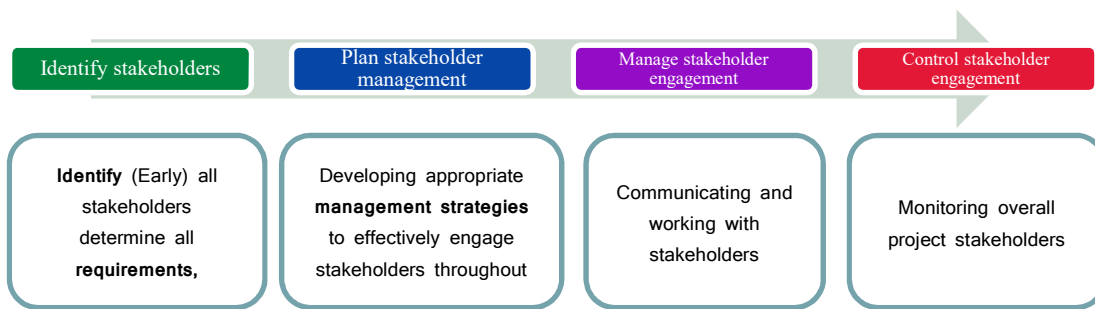 Identify stakeholders
Plan stakeholder
management
Manage stakeholder
engagement
Control stakeholder
engagement
Identify (Early) all
stakeholders
determine all
requirements,
Developing appropriate
management strategies
to effectively engage
stakeholders throughout
Communicating and
working with
stakeholders
Monitoring overall
project stakeholders